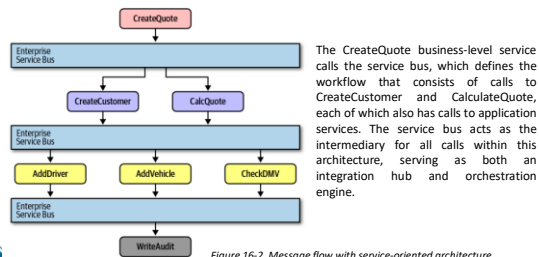 CreateQuote
Enterprise
Service Bus
CreateCustomer
CalcQuote
Enterprise
Service Bus
AddDriver
AddVehicle
CheckDMV
Enterprise
Service Bus
WriteAudit
The CreateQuote business-level service
calls the service bus, which defines the
workflow that consists of calls to
CreateCustomer and CalculateQuote,
each of which also has calls to application
services. The service bus acts as the
intermediary for all calls within this
architecture, serving as both an
integration hub and orchestration
engine.
Figure 16-2. Message flow with service-oriented architecture